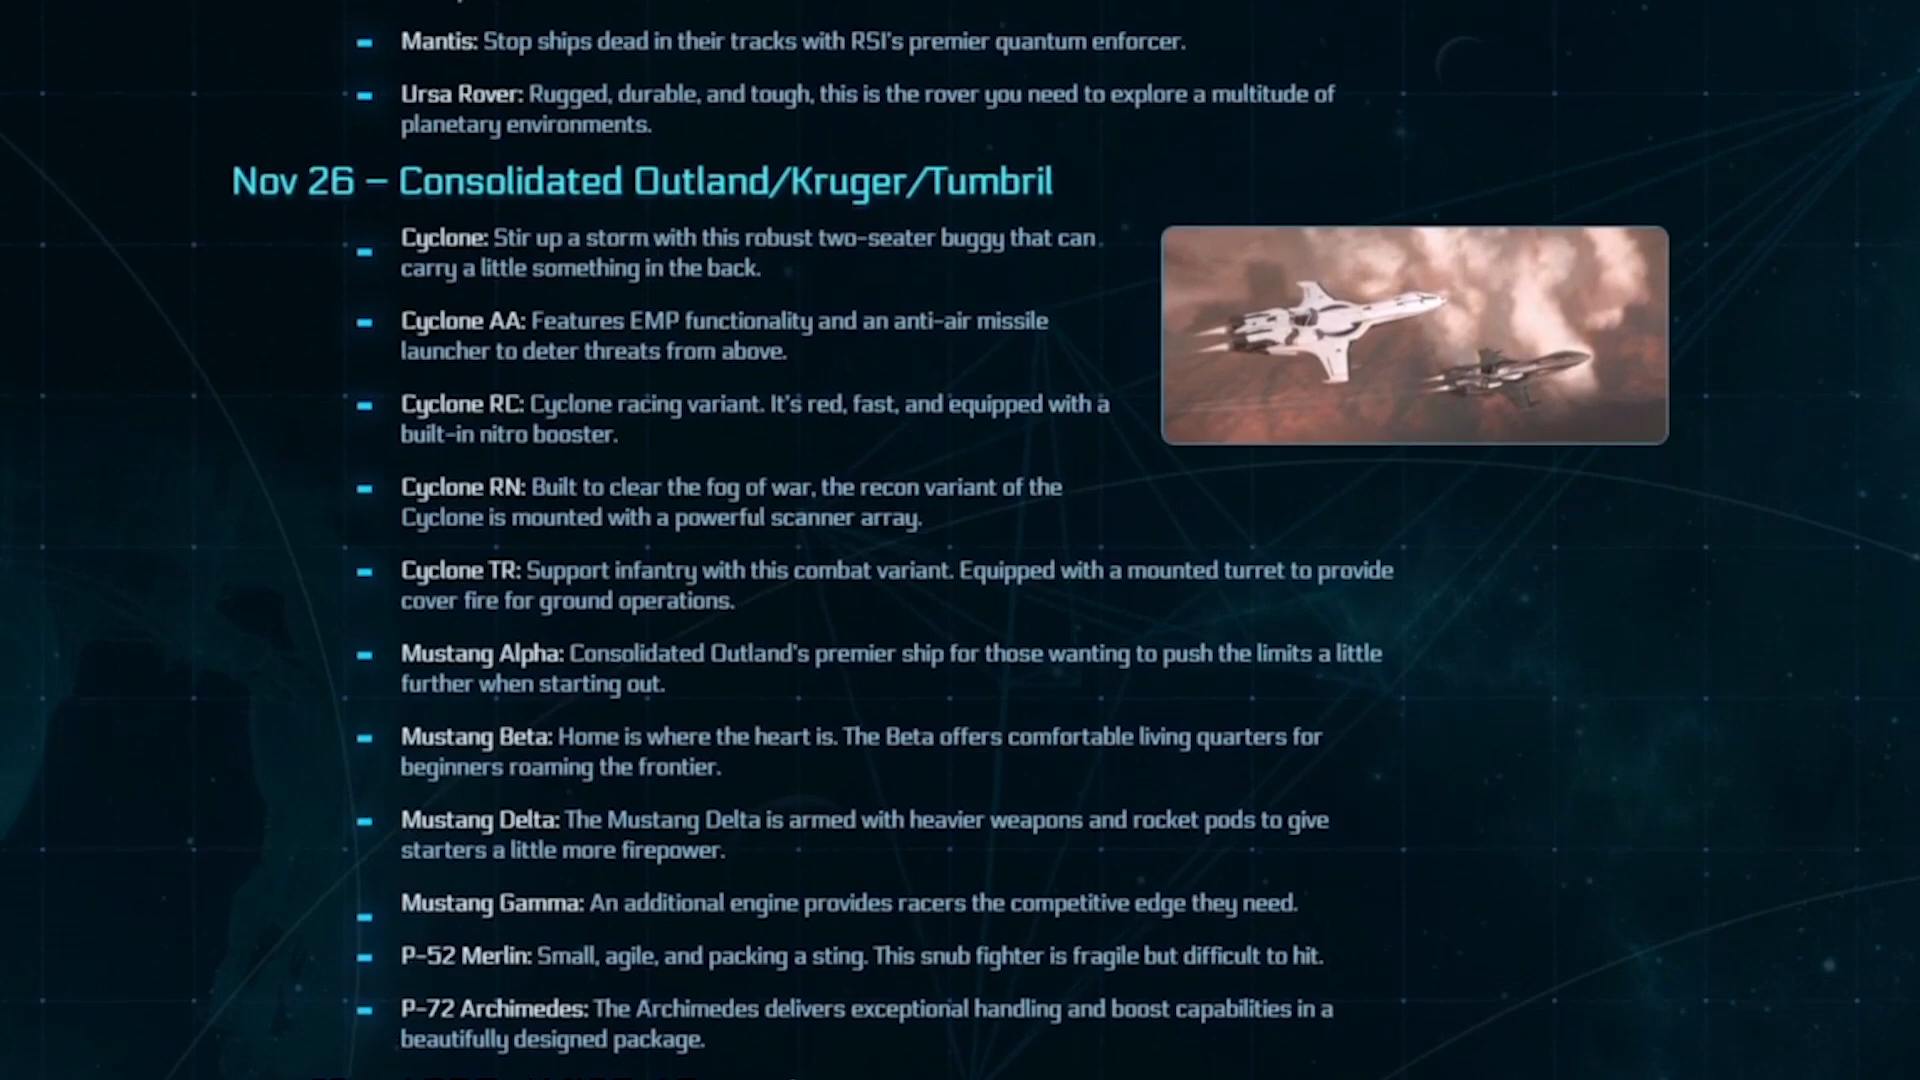 Mantis: Stop ships dead in their tracks with RSI's premier quantum enforcer.
Ursa Rover: Rugged, durable, and tough, this is the rover you need to explore a multitude of
planetary environments.
Nov 26 – Consolidated Outland/Kruger/Tumbril
Cyclone: Stir up a storm with this robust two-seater buggy that can
carry a little something in the back.
Cyclone AA: Features EMP functionality and an anti-air missile
launcher to deter threats from above.
Cyclone RC: Cyclone racing variant. It's red, fast, and equipped with a
built-in nitro booster.
Cyclone RN: Built to clear the fog of war, the recon variant of the
Cyclone is mounted with a powerful scanner array.
Cyclone TR: Support infantry with this combat variant. Equipped with a mounted turret to provide
cover fire for ground operations.
Mustang Alpha: Consolidated Outland's premier ship for those wanting to push the limits a little
further when starting out.
Mustang Beta: Home is where the heart is. The Beta offers comfortable living quarters for
beginners roaming the frontier.
Mustang Delta: The Mustang Delta is armed with heavier weapons and rocket pods to give
starters a little more firepower.
Mustang Gamma: An additional engine provides racers the competitive edge they need.
P-52 Merlin: Small, agile, and packing a sting. This snub fighter is fragile but difficult to hit.
P-72 Archimedes: The Archimedes delivers exceptional handling and boost capabilities in a
beautifully designed package.